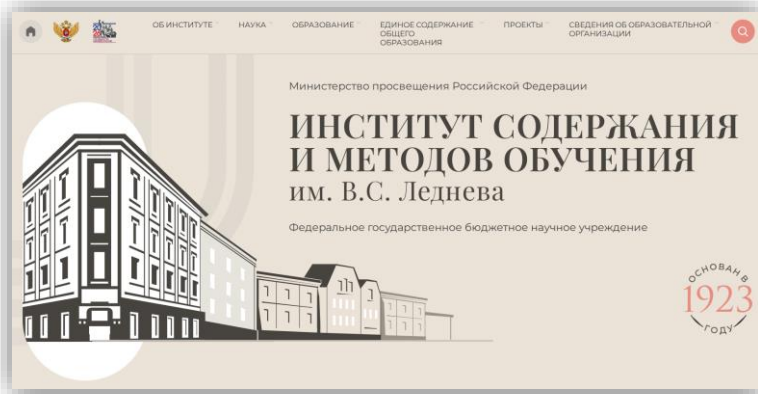 ОБ ИНСТИТУТЕ
НАУКА
ОБРАЗОВАНИЕ
ЕДИНОЕ СОДЕРЖАНИЕ
ОБЩЕГО
ОБРАЗОВАНИЯ
ПРОЕКТЫ
СВЕДЕНИЯ ОБ ОБРАЗОВАТЕЛЬНОЙ
ОРГАНИЗАЦИИ
Министерство просвещения Российской Федерации
ИНСТИТУТ СОДЕРЖАНИЯ
И МЕТОДОВ ОБУЧЕНИЯ
им. В.С. Леднева
Федеральное государственное бюджетное научное учреждение
ОСНОВАН В
1923
ГОДУ